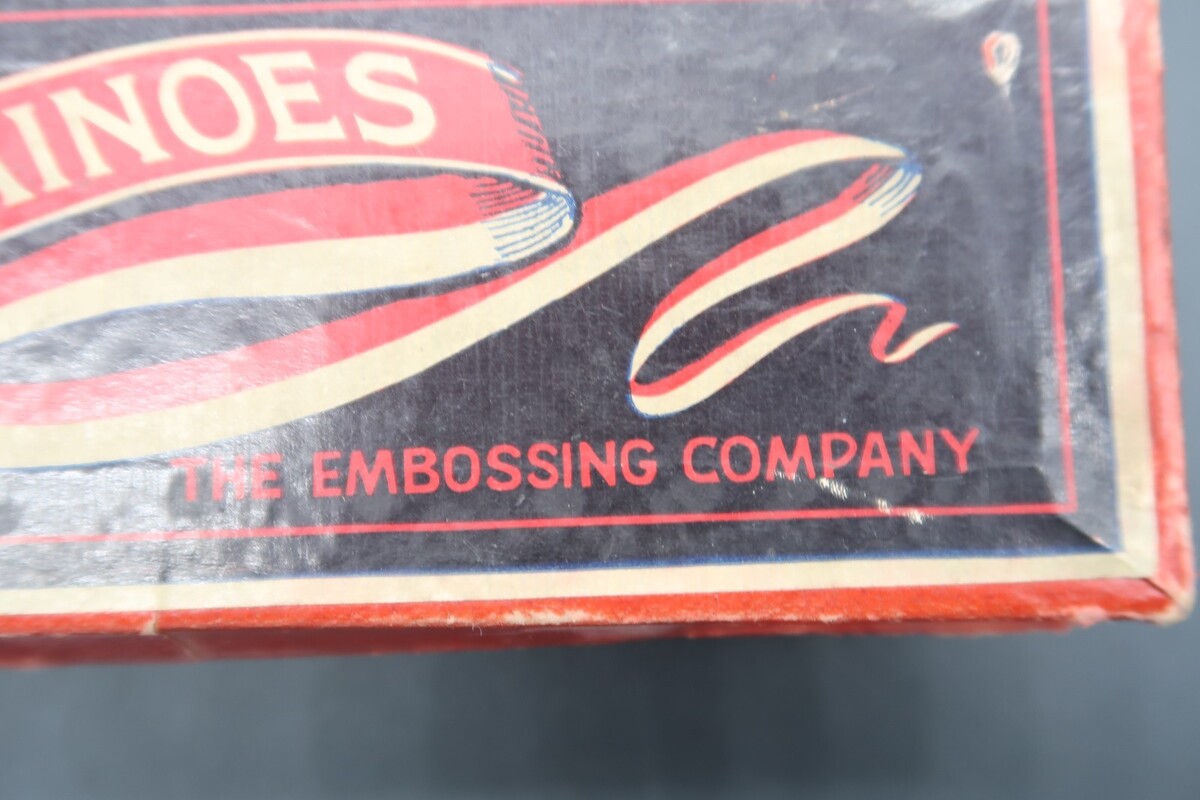 INOES
THE EMBOSSING COMPANY